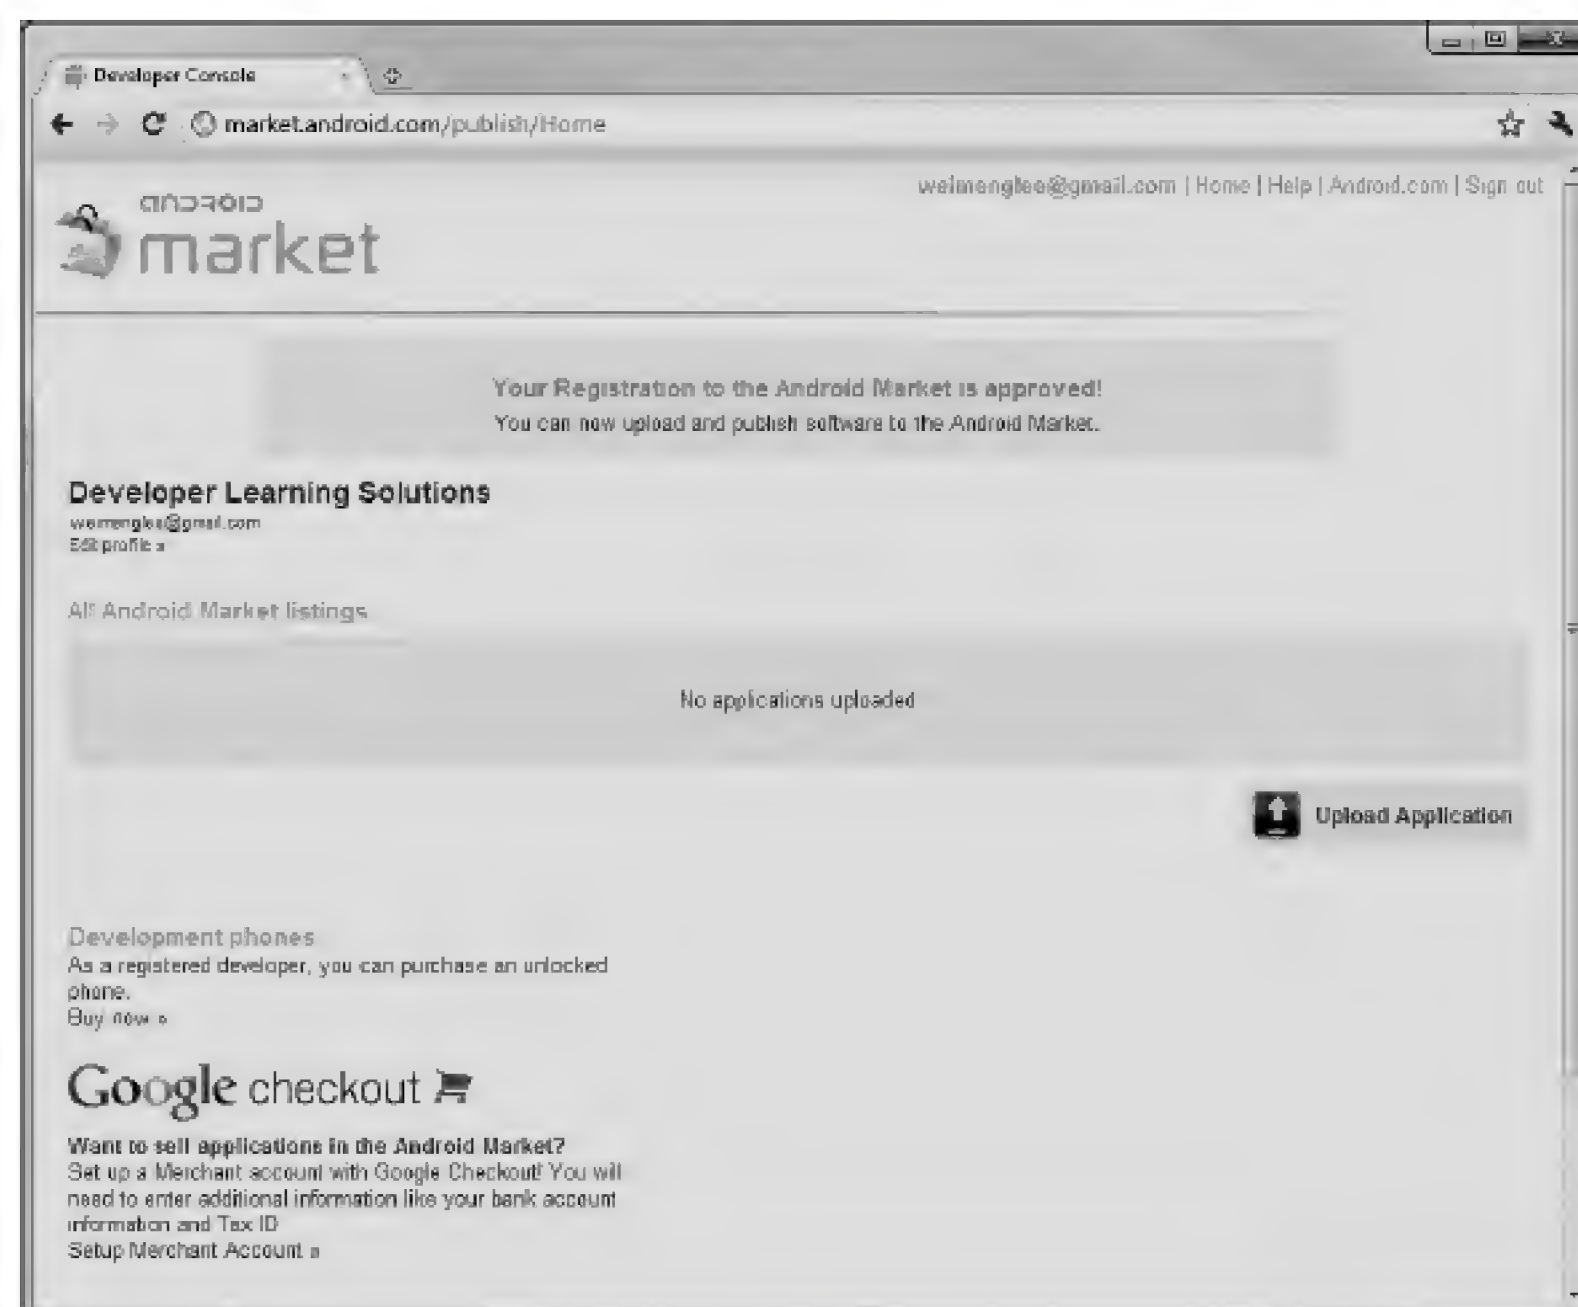 Developer Console
market.android.com/publish/Home
weimenglee@gmail.com | Home | Help | Android.com | Sign out
android
market
Your Registration to the Android Market is approved!
You can now upload and publish software to the Android Market.
Developer Learning Solutions
weimenglee@gmail.com
Edit profile »
All Android Market listings
No applications uploaded
Upload Application
Development phones
As a registered developer, you can purchase an unlocked
phone.
Buy now »
Google checkout
Want to sell applications in the Android Market?
Set up a Merchant account with Google Checkout! You will
need to enter additional information like your bank account
information and Tax ID
Setup Merchant Account »